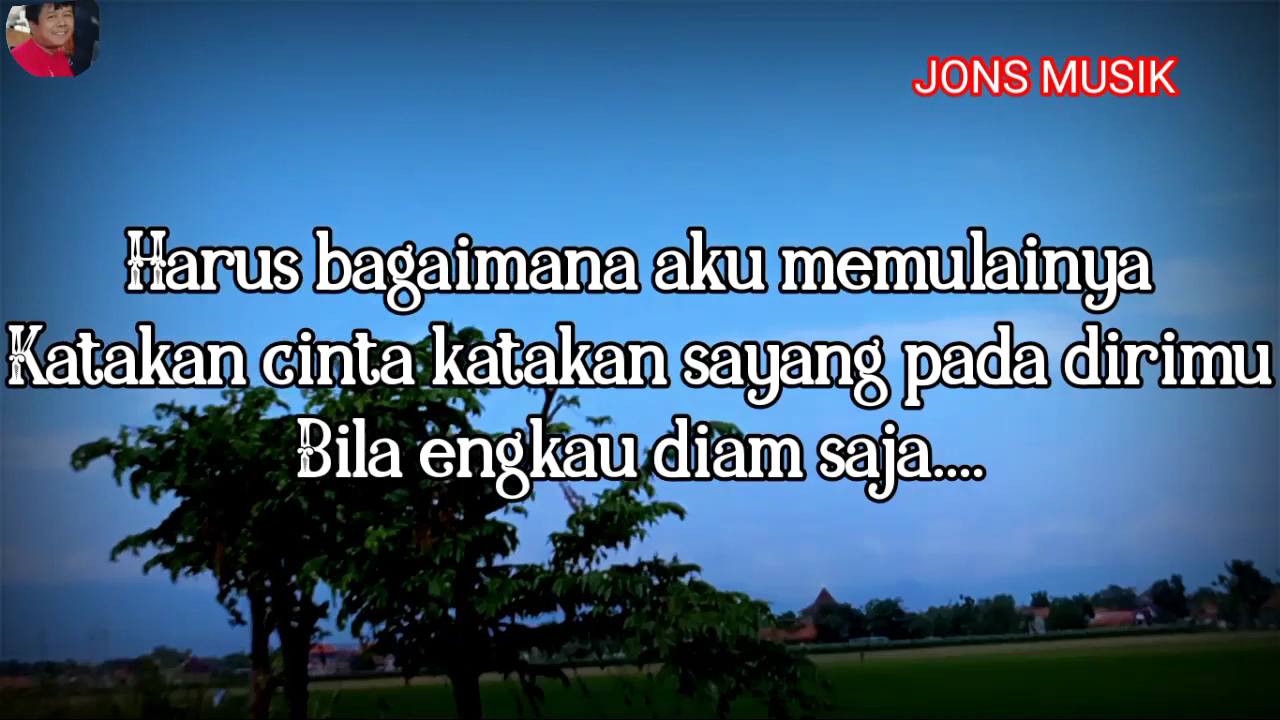 JONS MUSIK
Harus bagaimana aku memulainya
Katakan cinta katakan sayang pada dirimu
Bila engkau diam saja....